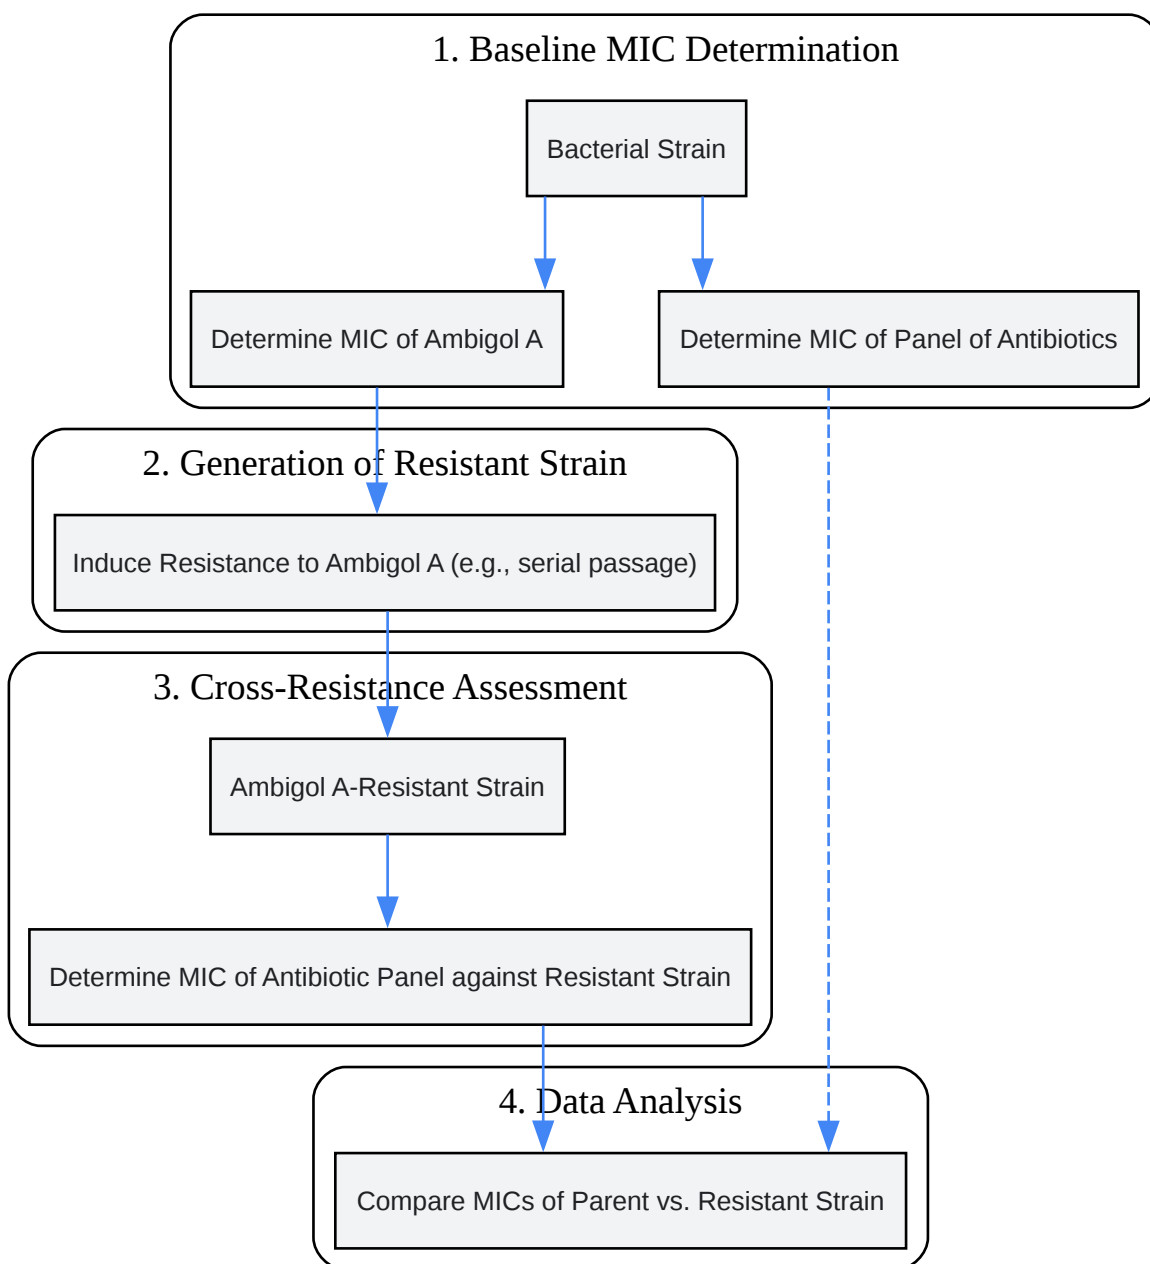 1. Baseline MIC Determination
Bacterial Strain
Determine MIC of Ambigol A
Determine MIC of Panel of Antibiotics
2. Generation of Resistant Strain
Induce Resistance to Ambigol A (e.g., serial passage)
3. Cross-Resistance Assessment
Ambigol A-Resistant Strain
Determine MIC of Antibiotic Panel against Resistant Strain
4. Data Analysis
Compare MICs of Parent vs. Resistant Strain